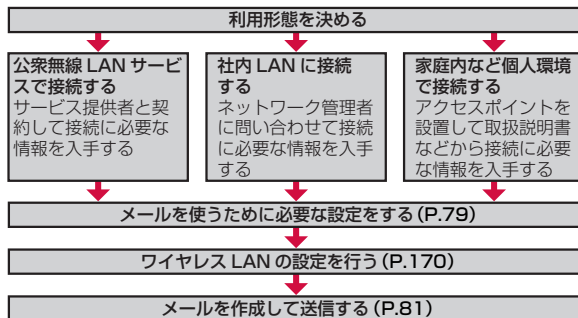 利用形態を決める
公衆無線 LAN サービ
スで接続する
サービス提供者と契
約して接続に必要な
情報を入手する
社内 LAN に接続
する
ネットワーク管理者
に問い合わせて接続
に必要な情報を入手
する
家庭内など個人環境
で接続する
アクセスポイントを
設置して取扱説明書
などから接続に必要
な情報を入手する
メールを使うために必要な設定をする (P.79)
ワイヤレス LAN の設定を行う (P.170)
メールを作成して送信する (P.81)